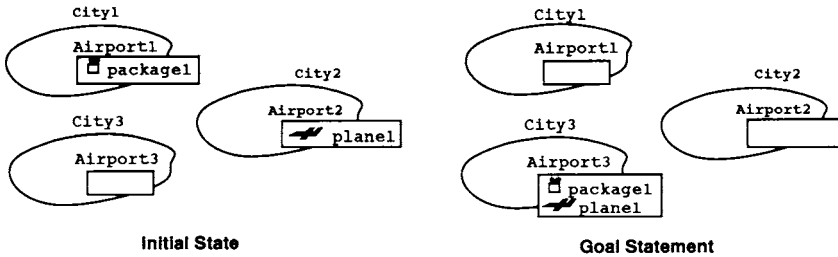 City1
Airport1
package1
City2
Airport2
plane1
City3
Airport3
Initial State
City1
Airport1
City2
Airport2
City3
Airport3
package1
plane1
Goal Statement